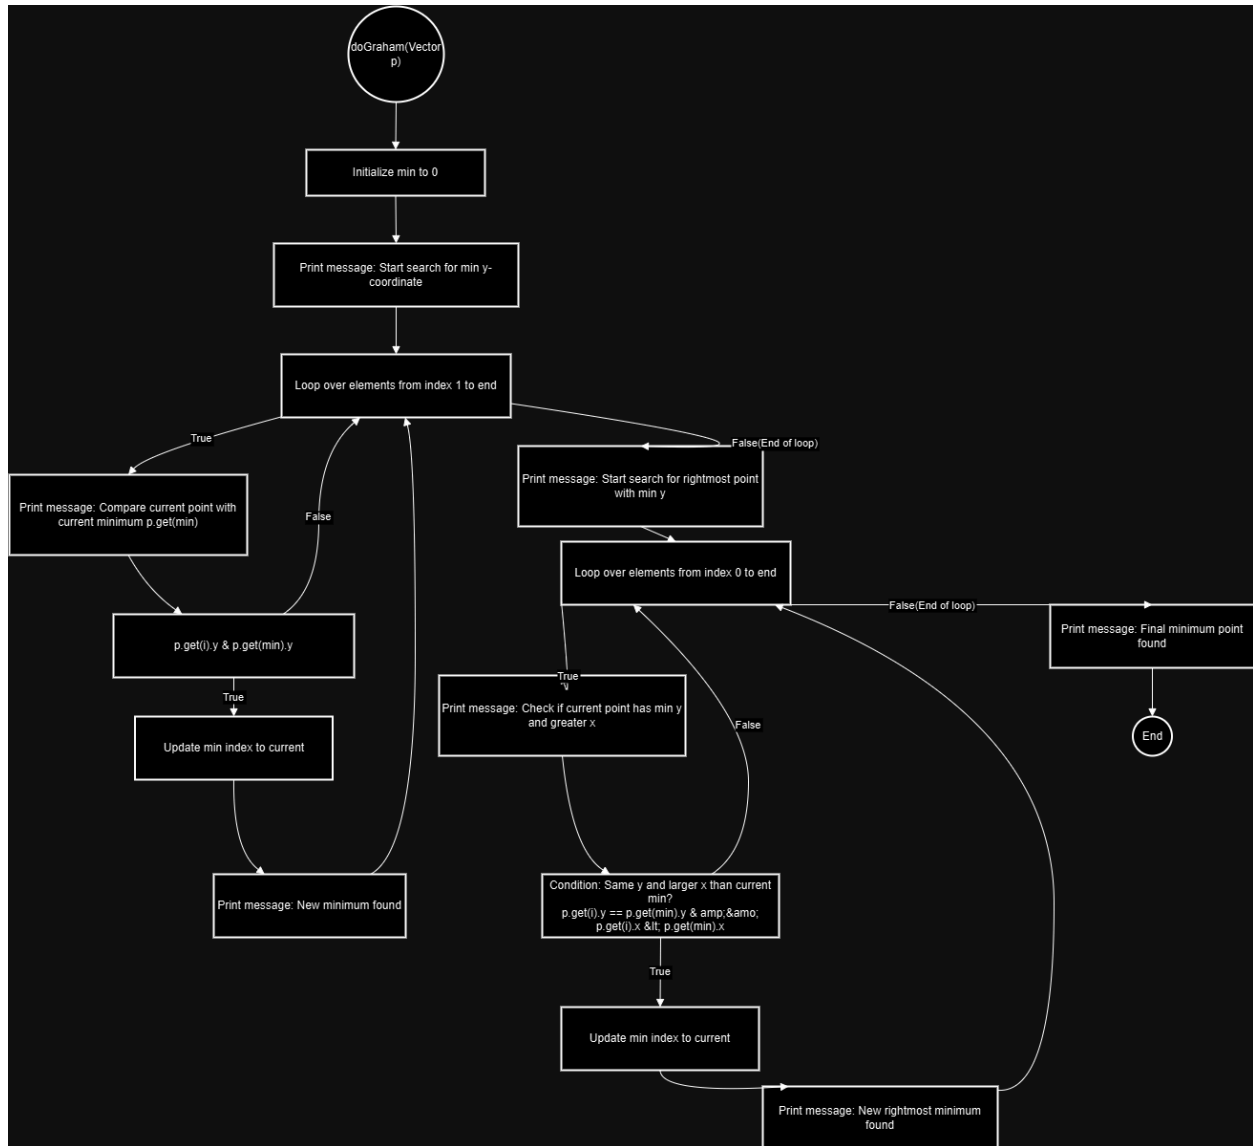 doGraham(Vector
p)
Initialize min to 0
Print message: Start search for min y-
coordinate
Loop over elements from index 1 to end
True
False(End of loop)
Print message: Compare current point with
current minimum p.get(min)
False
Print message: Start search for rightmost point
with min y
p.get(i).y & p.get(min).y
True
Update min index to current
Print message: New minimum found
Loop over elements from index 0 to end
False(End of loop)
Print message: Final minimum point
found
End
True
Print message: Check if current point has min y
and greater x
False
Condition: Same y and larger x than current
min?
p.get(i).y == p.get(min).y & amp;&amo;
p.get(i).x &lt; p.get(min).x
True
Update min index to current
Print message: New rightmost minimum
found